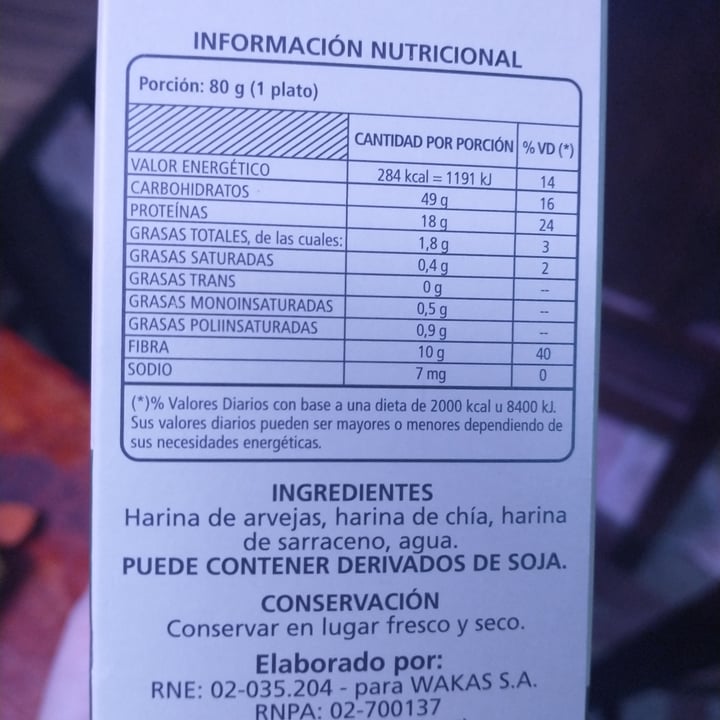 INFORMACIÓN NUTRICIONAL
Porción: 80 g (1 plato)
CANTIDAD POR PORCIÓN % VD (*)
VALOR ENERGÉTICO 284 kcal = 1191 kJ 14
CARBOHIDRATOS 49 g 16
PROTEÍNAS 18 g 24
GRASAS TOTALES, de las cuales: 1,8 g 3
GRASAS SATURADAS 0,4 g 2
GRASAS TRANS 0 g --
GRASAS MONOINSATURADAS 0,5 g --
GRASAS POLIINSATURADAS 0,9 g --
FIBRA 10 g 40
SODIO 7 mg 0
(*)% Valores Diarios con base a una dieta de 2000 kcal u 8400 kJ.
Sus valores diarios pueden ser mayores o menores dependiendo de
sus necesidades energéticas.
INGREDIENTES
Harina de arvejas, harina de chía, harina
de sarraceno, agua.
PUEDE CONTENER DERIVADOS DE SOJA.
CONSERVACIÓN
Conservar en lugar fresco y seco.
Elaborado por:
RNE: 02-035.204 - para WAKAS S.A.
RNPA: 02-700137